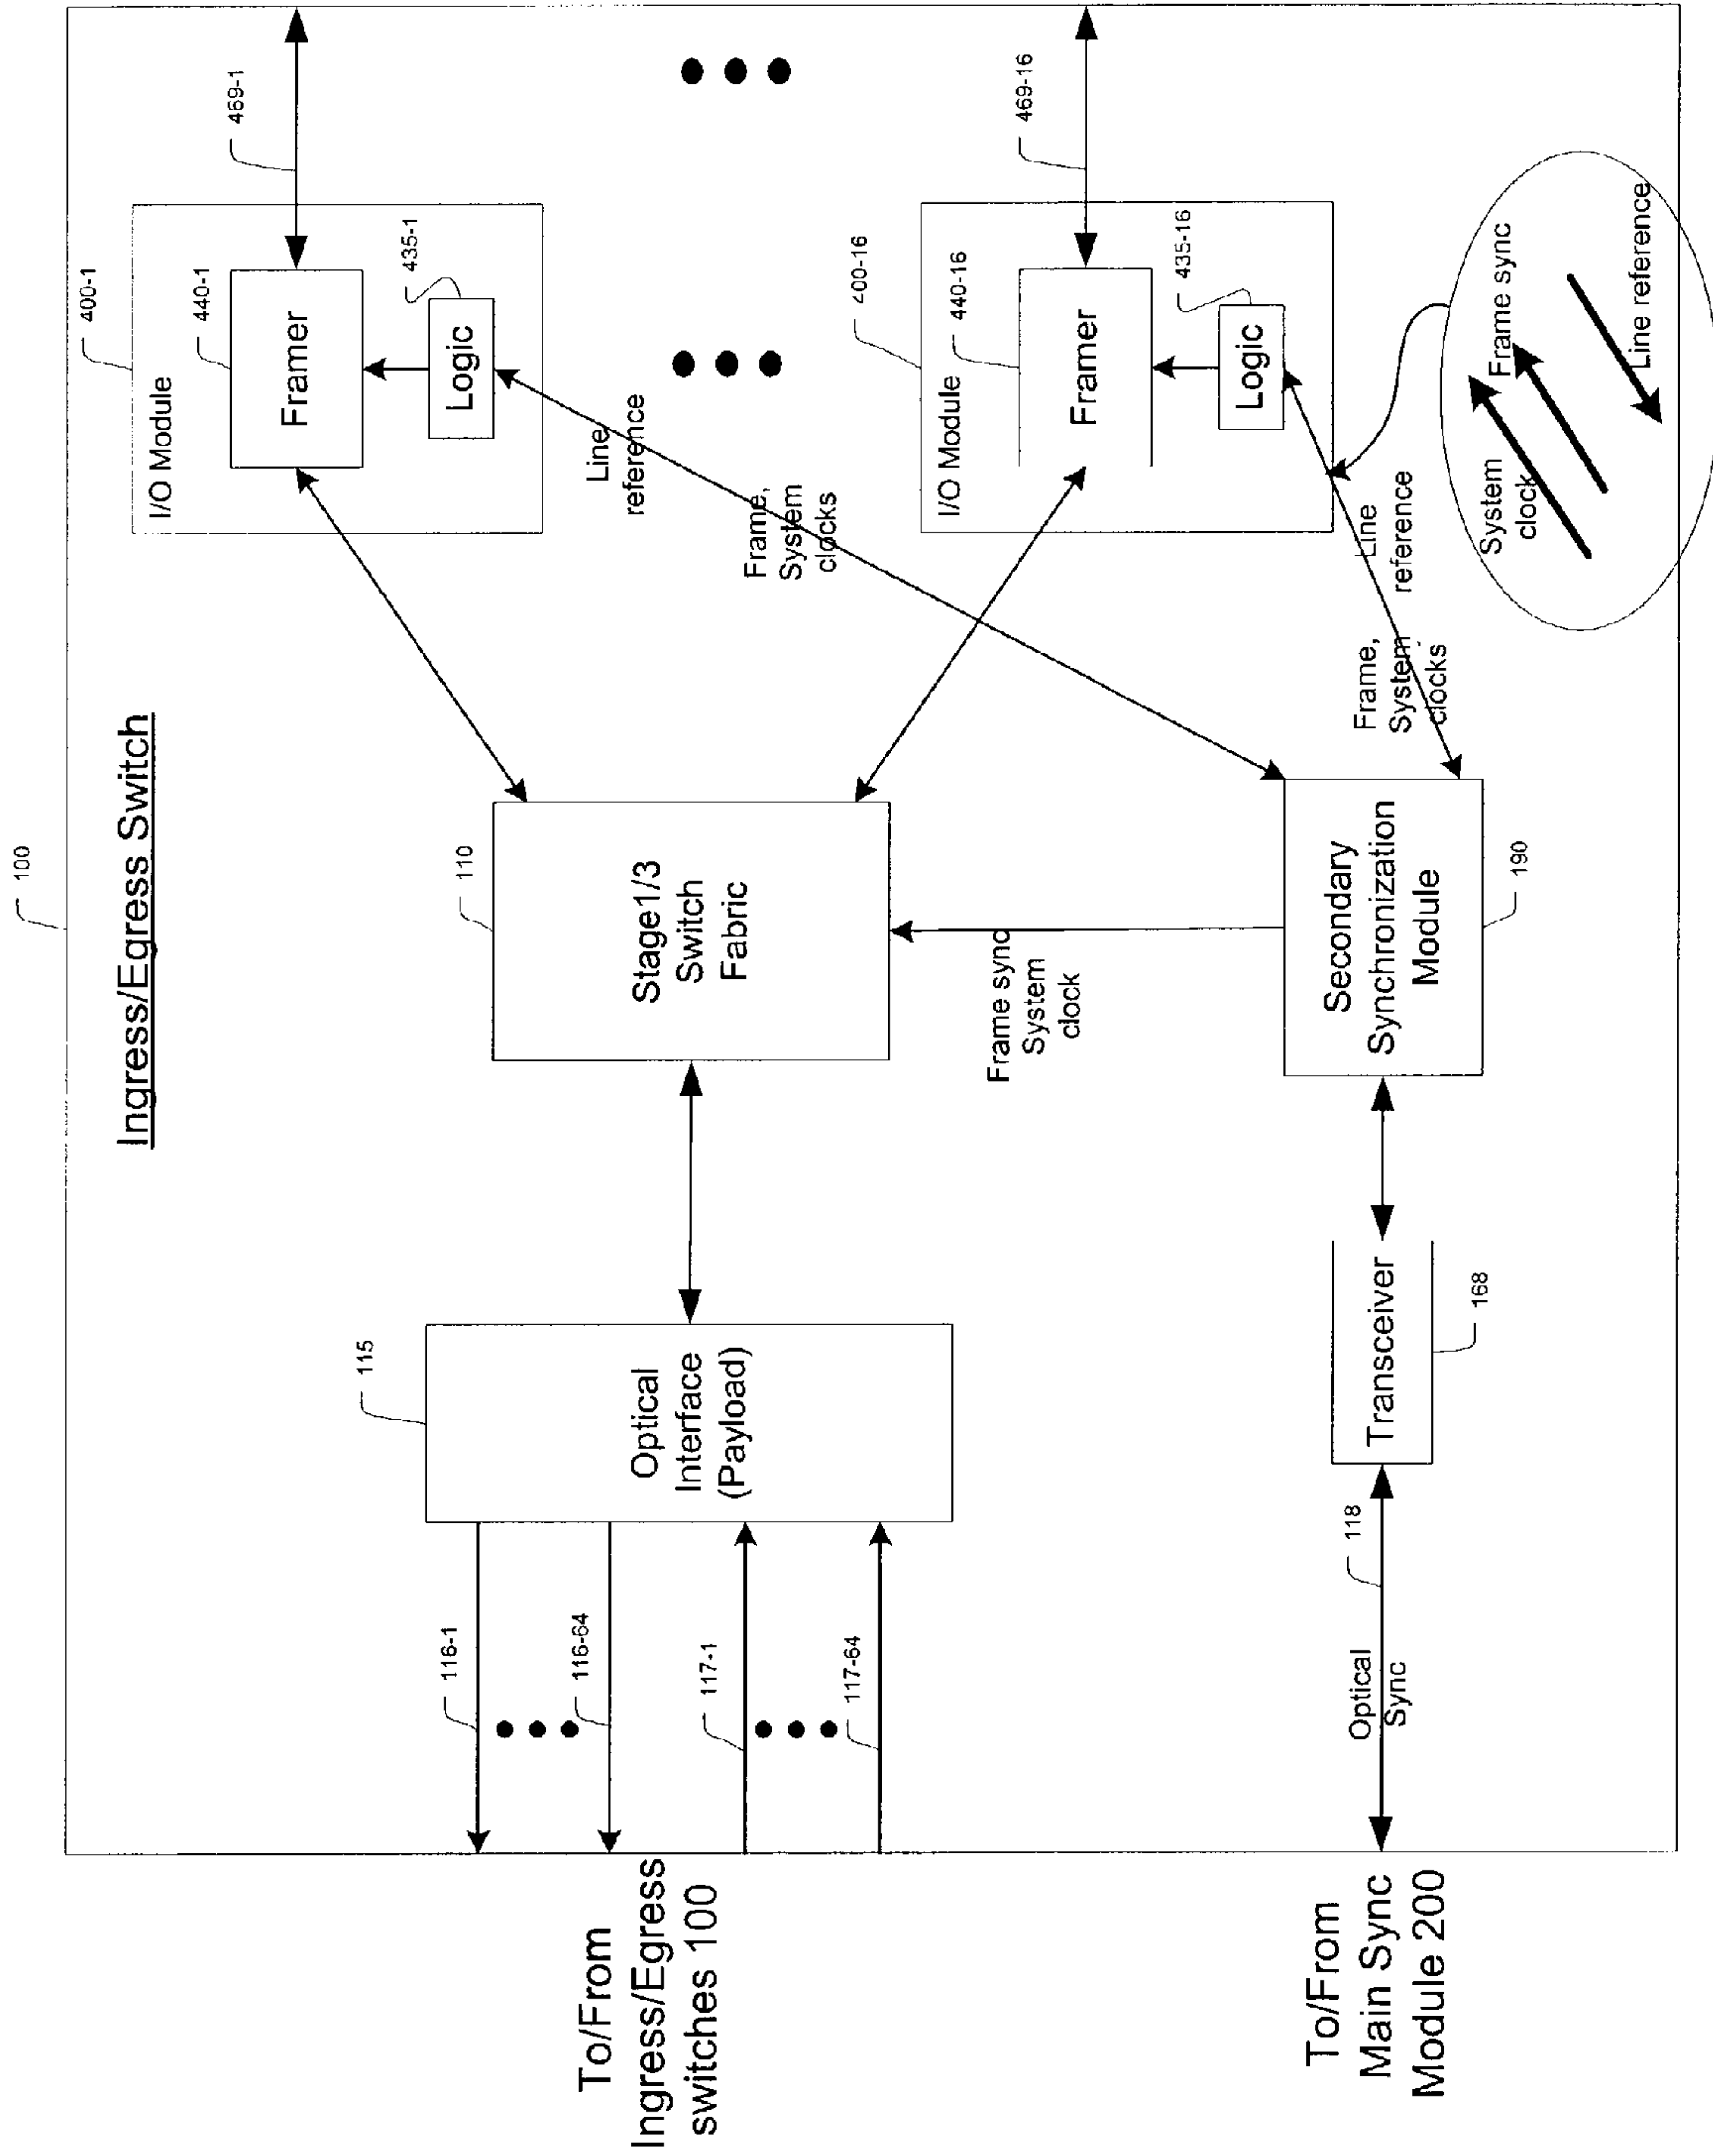 100
Ingress/Egress Switch
400-1
I/O Module
440-1
Framer
469-1
435-1
Logic
Line
reference
Frame,
System
clocks
115
Optical
Interface
(Payload)
110
Stage1/3
Switch
Fabric
116-1
116-64
117-1
117-64
To/From
Ingress/Egress
switches 100
400-16
I/O Module
440-16
Framer
469-16
435-16
Logic
Frame sync
System
clock
Line
reference
Frame,
System
clocks
To/From
Main Sync
Module 200
Optical
Sync
118
Transceiver
168
Secondary
Synchronization
Module
190
System
clock
Frame sync
Line reference